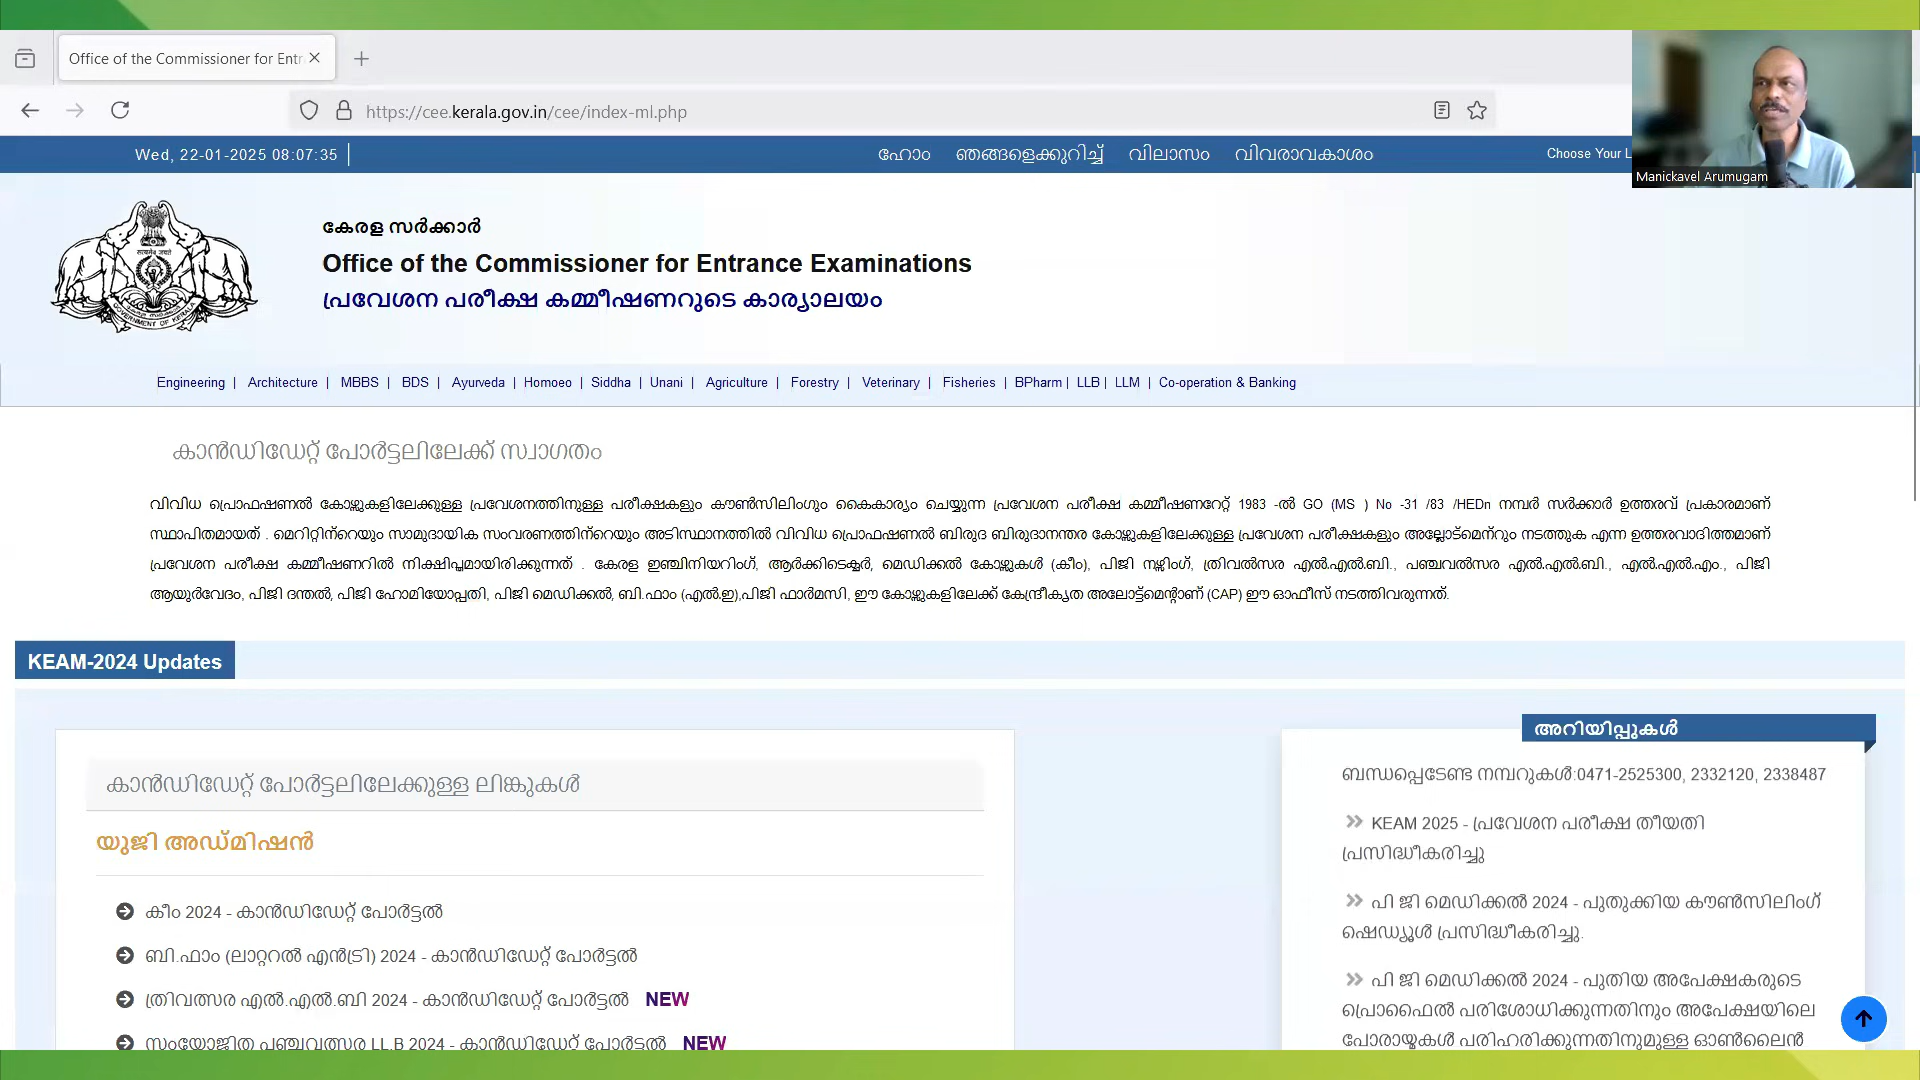 Office of the Commissioner for Entr
https://cee.kerala.gov.in/cee/index-ml.php
Wed, 22-01-2025 08:07:35
ഹോം ഞങ്ങളെക്കുറിച്ച് വിലാസം വിവരാവകാശം
Choose Your L
Manickavel Arumugam
കേരള സർക്കാർ
Office of the Commissioner for Entrance Examinations
പ്രവേശന പരീക്ഷ കമ്മീഷണറുടെ കാര്യാലയം
GOVERNMENT OF KERALA
Engineering | Architecture | MBBS | BDS | Ayurveda | Homoeo | Siddha | Unani | Agriculture | Forestry | Veterinary | Fisheries | BPharm | LLB | LLM | Co-operation & Banking
കാൻഡിഡേറ്റ് പോർട്ടലിലേക്ക് സ്വാഗതം
വിവിധ പ്രൊഫഷണൽ കോഴ്സുകളിലേക്കുള്ള പ്രവേശനത്തിനുള്ള പരീക്ഷകളും കൗൺസിലിംഗും കൈകാര്യം ചെയ്യുന്ന പ്രവേശന പരീക്ഷ കമ്മീഷണറേറ്റ് 1983 -ൽ GO (MS ) No -31 /83 /HEDn നമ്പർ സർക്കാർ ഉത്തരവ് പ്രകാരമാണ്
സ്ഥാപിതമായത് . മെറിറ്റിന്റെയും സാമുദായിക സംവരണത്തിന്റെയും അടിസ്ഥാനത്തിൽ വിവിധ പ്രൊഫഷണൽ ബിരുദ ബിരുദാനന്തര കോഴ്സുകളിലേക്കുള്ള പ്രവേശന പരീക്ഷകളും അല്ലോട്മെന്റും നടത്തുക എന്ന ഉത്തരവാദിത്തമാണ്
പ്രവേശന പരീക്ഷ കമ്മീഷണറിൽ നിക്ഷിപ്തമായിരിക്കുന്നത് . കേരള ഇഞ്ചിനിയറിംഗ്, ആർക്കിടെക്ചർ, മെഡിക്കൽ കോഴ്സുകൾ (കീം), പിജി നഴ്സിംഗ്, ത്രിവൽസര എൽ.എൽ.ബി., പഞ്ചവൽസര എൽ.എൽ.ബി., എൽ.എൽ.എം., പിജി
ആയുർവേദം, പിജി ദന്തൽ, പിജി ഹോമിയോപ്പതി, പിജി മെഡിക്കൽ, ബി.ഫാം (എൽ.ഇ),പിജി ഫാർമസി, ഈ കോഴ്സുകളിലേക്ക് കേന്ദ്രീകൃത അലോട്ട്മെന്റാണ് (CAP) ഈ ഓഫീസ് നടത്തിവരുന്നത്.
KEAM-2024 Updates
കാൻഡിഡേറ്റ് പോർട്ടലിലേക്കുള്ള ലിങ്കുകൾ
യുജി അഡ്മിഷൻ
കീം 2024 - കാൻഡിഡേറ്റ് പോർട്ടൽ
ബി.ഫാം (ലാറ്ററൽ എൻട്രി) 2024 - കാൻഡിഡേറ്റ് പോർട്ടൽ
ത്രിവത്സര എൽ.എൽ.ബി 2024 - കാൻഡിഡേറ്റ് പോർട്ടൽ NEW
സംയോജിത പഞ്ചവത്സര LL.B 2024 - കാൻഡിഡേറ്റ് പോർട്ടൽ NEW
അറിയിപ്പുകൾ
ബന്ധപ്പെടേണ്ട നമ്പറുകൾ:0471-2525300, 2332120, 2338487
KEAM 2025 - പ്രവേശന പരീക്ഷ തീയതി
പ്രസിദ്ധീകരിച്ചു
പി ജി മെഡിക്കൽ 2024 - പുതുക്കിയ കൗൺസിലിംഗ്
ഷെഡ്യൂൾ പ്രസിദ്ധീകരിച്ചു.
പി ജി മെഡിക്കൽ 2024 - പുതിയ അപേക്ഷകരുടെ
പ്രൊഫൈൽ പരിശോധിക്കുന്നതിനും അപേക്ഷയിലെ
പോരായ്മകൾ പരിഹരിക്കുന്നതിനുമുള്ള ഓൺലൈൻ